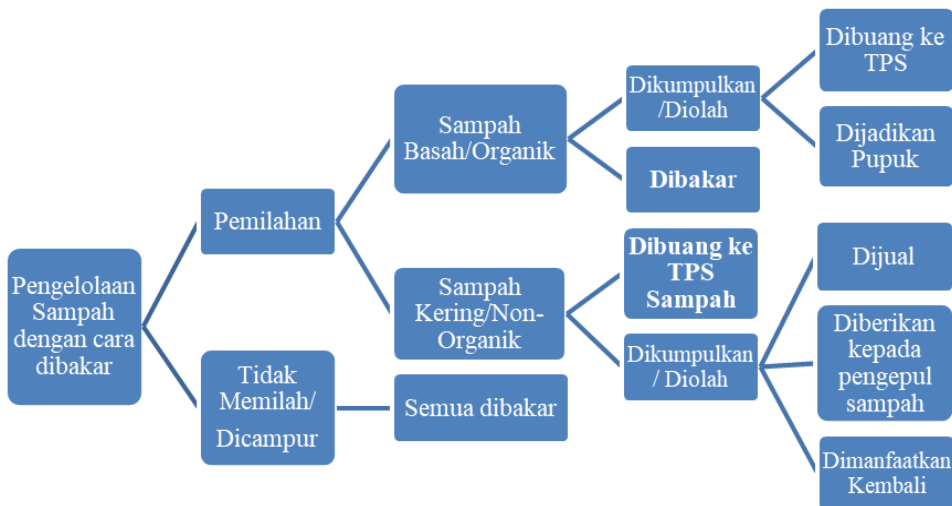 Pengelolaan
Sampah
dengan cara
dibakar
Pemilahan
Tidak
Memilah/
Dicampur
Sampah
Basah/Organik
Sampah
Kering/Non-
Organik
Semua dibakar
Dikumpulkan
/Diolah
Dibakar
Dibuang ke
TPS
Sampah
Dikumpulkan
/ Diolah
Dibuang ke
TPS
Dijadikan
Pupuk
Dijual
Diberikan
kepada
pengepul
sampah
Dimanfaatkan
Kembali